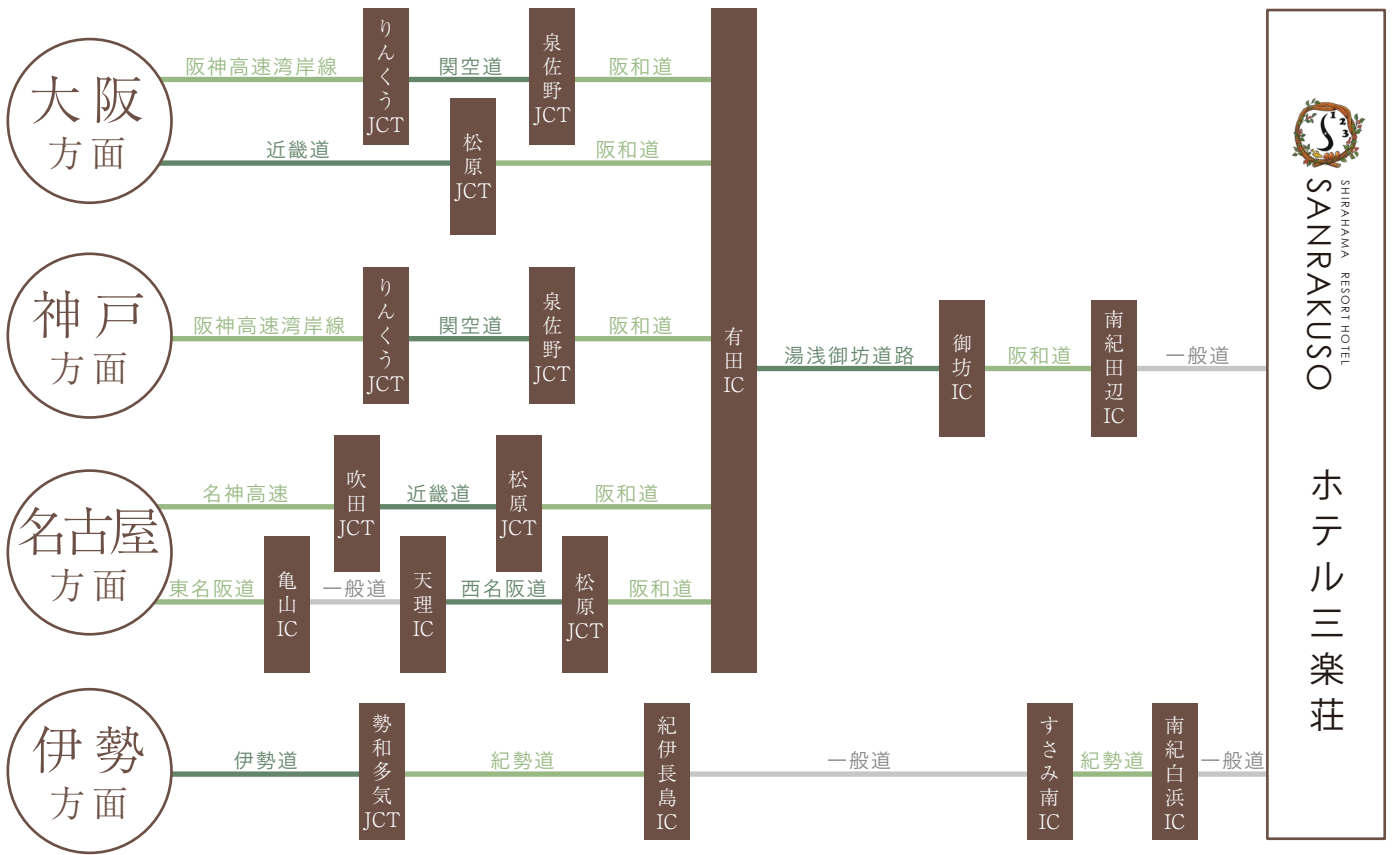 大阪
方面
阪神高速湾岸線
りんくうJCT
関空道
泉佐野JCT
阪和道
近畿道
松原JCT
阪和道
神戸
方面
阪神高速湾岸線
りんくうJCT
関空道
泉佐野JCT
阪和道
名古屋
方面
名神高速
吹田JCT
近畿道
松原JCT
阪和道
東名阪道
亀山IC
一般道
天理IC
西名阪道
松原JCT
阪和道
有田IC
湯浅御坊道路
御坊IC
阪和道
南紀田辺IC
一般道
伊勢
方面
伊勢道
勢和多気JCT
紀勢道
紀伊長島IC
一般道
すさみ南IC
紀勢道
南紀白浜IC
一般道
S123
SHIRAHAMA RESORT HOTEL
SANRAKUSO
ホテル三楽荘